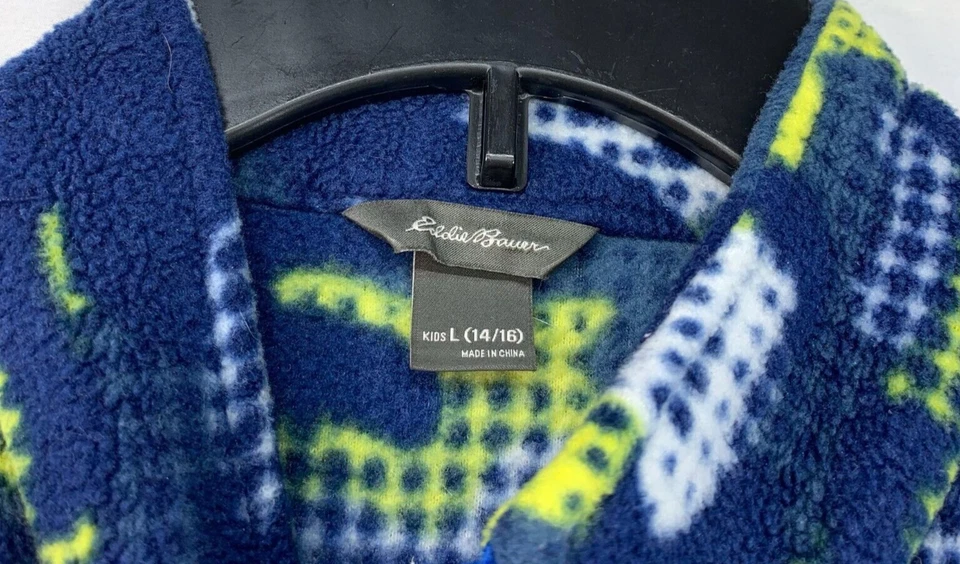 Eddie Bauer
KIDS L (14/16)
MADE IN CHINA